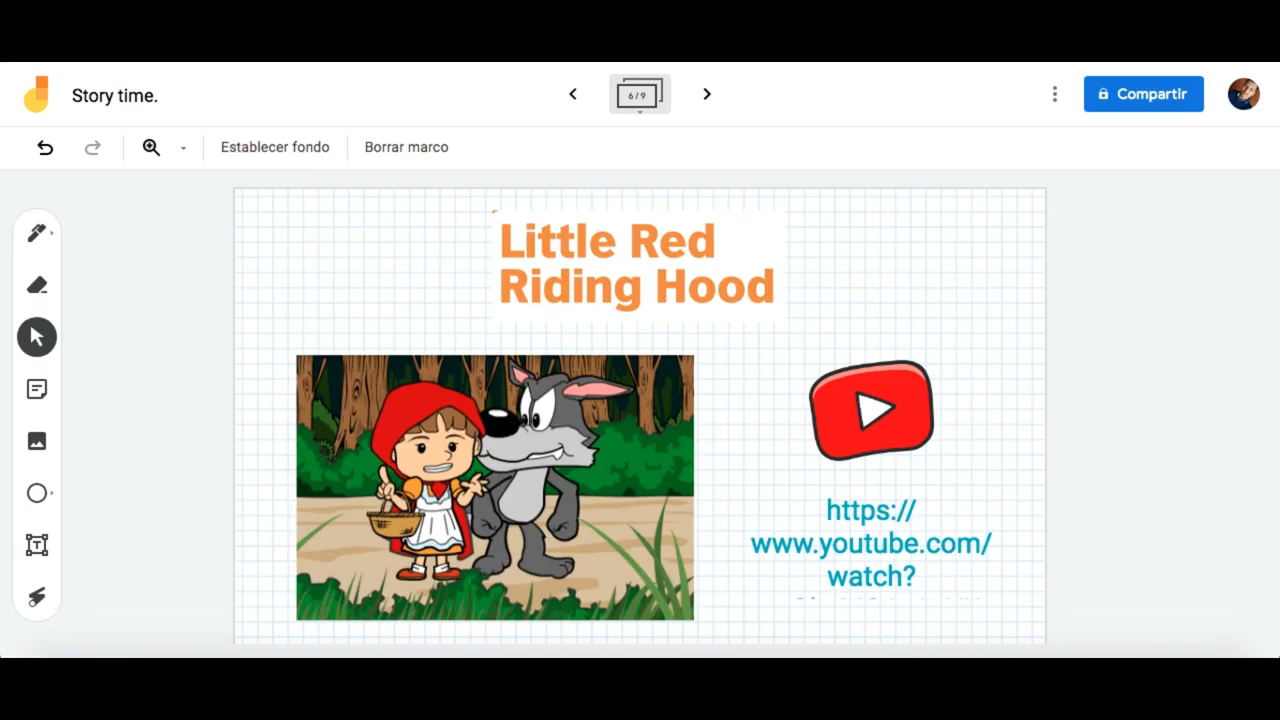 Story time.
6/9
Compartir
Establecer fondo
Borrar marco
Little Red
Riding Hood
https://
www.youtube.com/
watch?